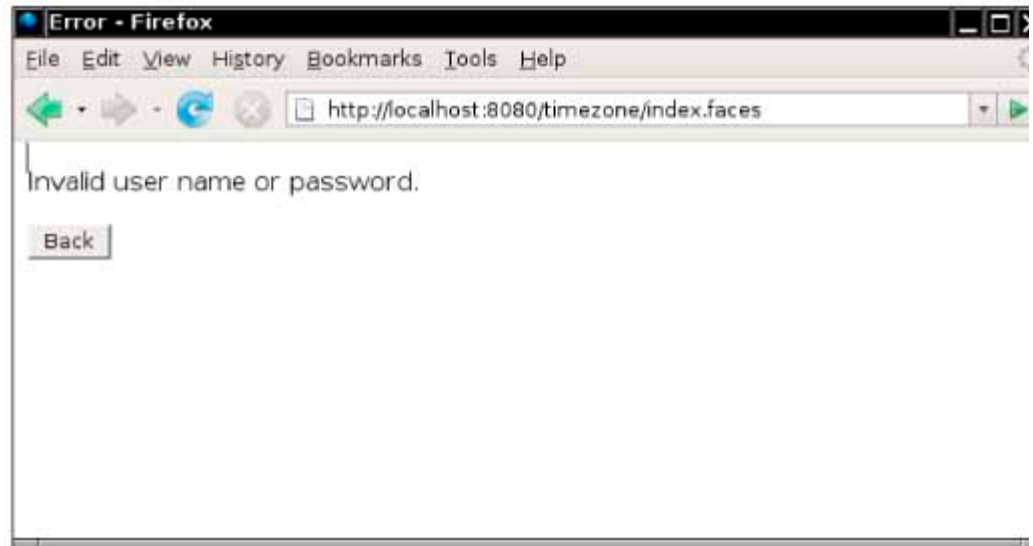 Error - Firefox
File Edit View History Bookmarks Tools Help
http://localhost:8080/timezone/index.faces
Invalid user name or password.
Back